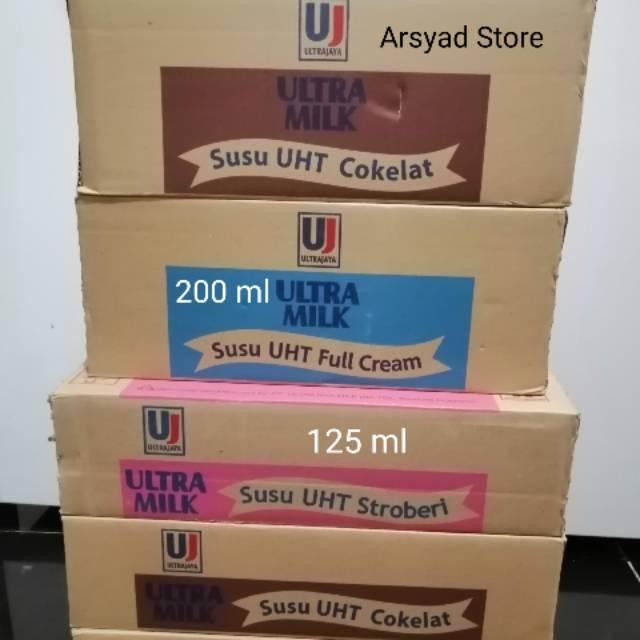 UJ
ULTRAJAYA
Arsyad Store
ULTRA
MILK
Susu UHT Cokelat
UJ
ULTRAJAYA
200 ml
ULTRA
MILK
Susu UHT Full Cream
UJ
ULTRAJAYA
125 ml
ULTRA
MILK
Susu UHT Stroberi
UJ
ULTRAJAYA
ULTRA
MILK
Susu UHT Cokelat